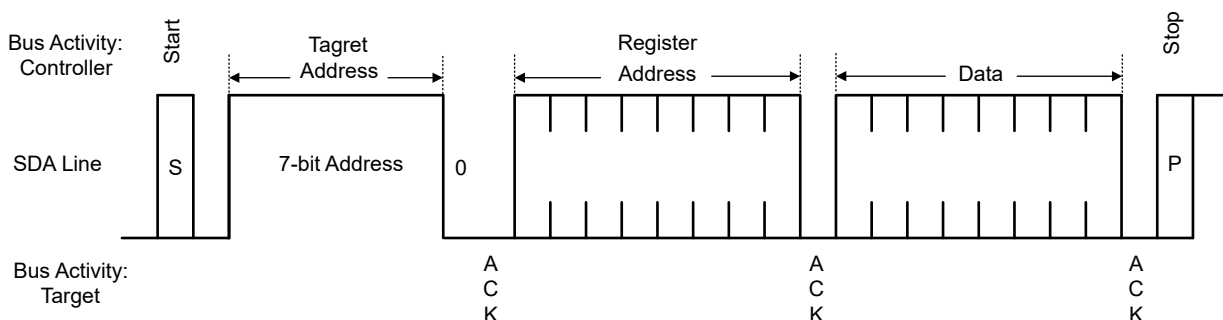 Bus Activity:
Controller
Start
Tagret
Address
Register
Address
Data
Stop
SDA Line
S
7-bit Address
0
P
Bus Activity:
Target
A
C
K
A
C
K
A
C
K